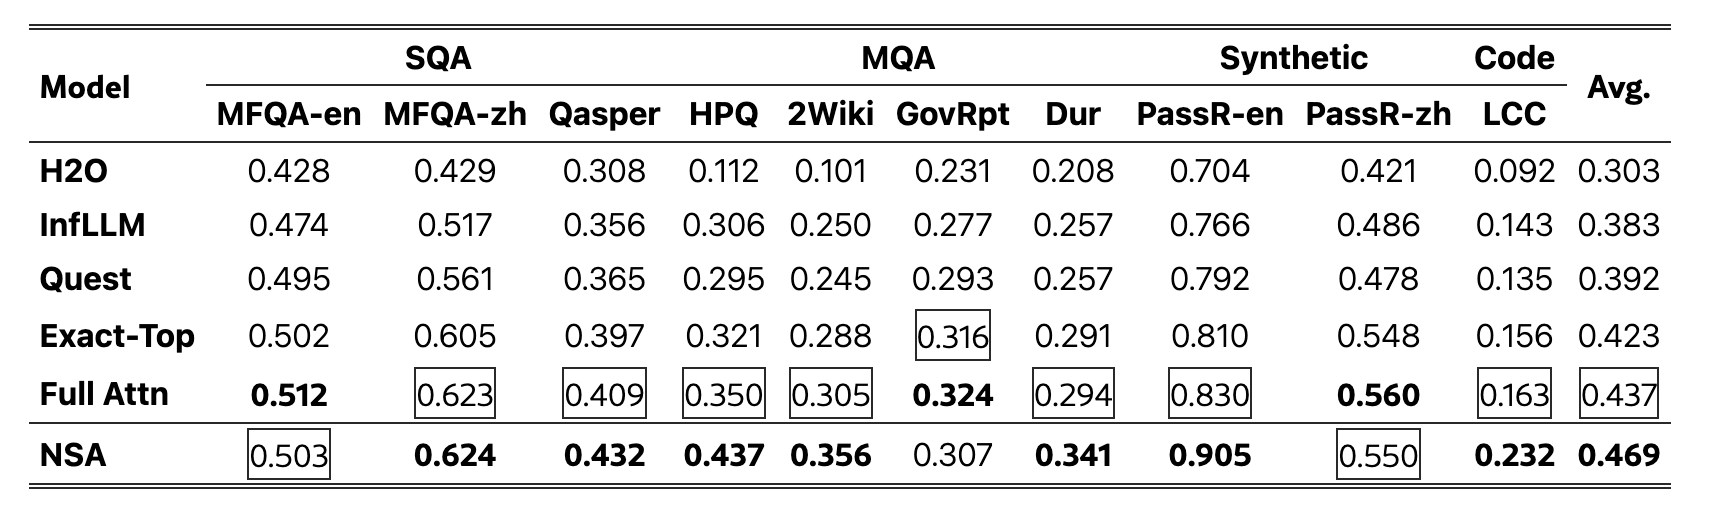 SQA MQA Synthetic Code
Model Avg.
MFQA-en MFQA-zh Qasper HPQ 2Wiki GovRpt Dur PassR-en PassR-zh LCC
H2O 0.428 0.429 0.308 0.112 0.101 0.231 0.208 0.704 0.421 0.092 0.303
InfLLM 0.474 0.517 0.356 0.306 0.250 0.277 0.257 0.766 0.486 0.143 0.383
Quest 0.495 0.561 0.365 0.295 0.245 0.293 0.257 0.792 0.478 0.135 0.392
Exact-Top 0.502 0.605 0.397 0.321 0.288 0.316 0.291 0.810 0.548 0.156 0.423
Full Attn 0.512 0.623 0.409 0.350 0.305 0.324 0.294 0.830 0.560 0.163 0.437
NSA 0.503 0.624 0.432 0.437 0.356 0.307 0.341 0.905 0.550 0.232 0.469